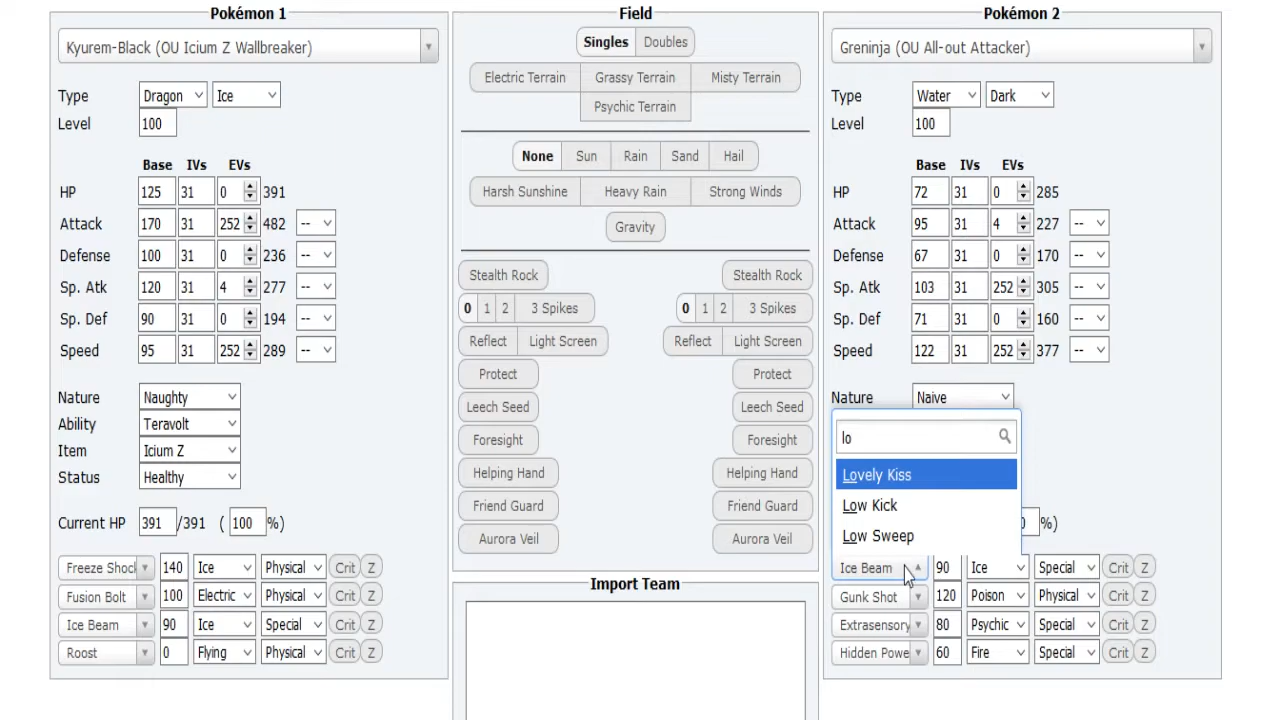 Pokémon 1
Kyurem-Black (OU Icium Z Wallbreaker)
Type Dragon Ice
Level 100
Base IVs EVs
HP 125 31 0 391
Attack 170 31 252 482 --
Defense 100 31 0 236 --
Sp. Atk 120 31 4 277 --
Sp. Def 90 31 0 194 --
Speed 95 31 252 289 --
Nature Naughty
Ability Teravolt
Item Icium Z
Status Healthy
Current HP 391 /391 ( 100 %)
Freeze Shock 140 Ice Physical Crit Z
Fusion Bolt 100 Electric Physical Crit Z
Ice Beam 90 Ice Special Crit Z
Roost 0 Flying Physical Crit Z
Field
Singles Doubles
Electric Terrain Grassy Terrain Misty Terrain
Psychic Terrain
None Sun Rain Sand Hail
Harsh Sunshine Heavy Rain Strong Winds
Gravity
Stealth Rock Stealth Rock
0 1 2 3 Spikes 0 1 2 3 Spikes
Reflect Light Screen Reflect Light Screen
Protect Protect
Leech Seed Leech Seed
Foresight Foresight
Helping Hand Helping Hand
Friend Guard Friend Guard
Aurora Veil Aurora Veil
Import Team
Pokémon 2
Greninja (OU All-out Attacker)
Type Water Dark
Level 100
Base IVs EVs
HP 72 31 0 285
Attack 95 31 4 227 --
Defense 67 31 0 170 --
Sp. Atk 103 31 252 305 --
Sp. Def 71 31 0 160 --
Speed 122 31 252 377 --
Nature Naive
lo
Lovely Kiss
Low Kick
Low Sweep
%)
Ice Beam 90 Ice Special Crit Z
Gunk Shot 120 Poison Physical Crit Z
Extrasensory 80 Psychic Special Crit Z
Hidden Powe 60 Fire Special Crit Z